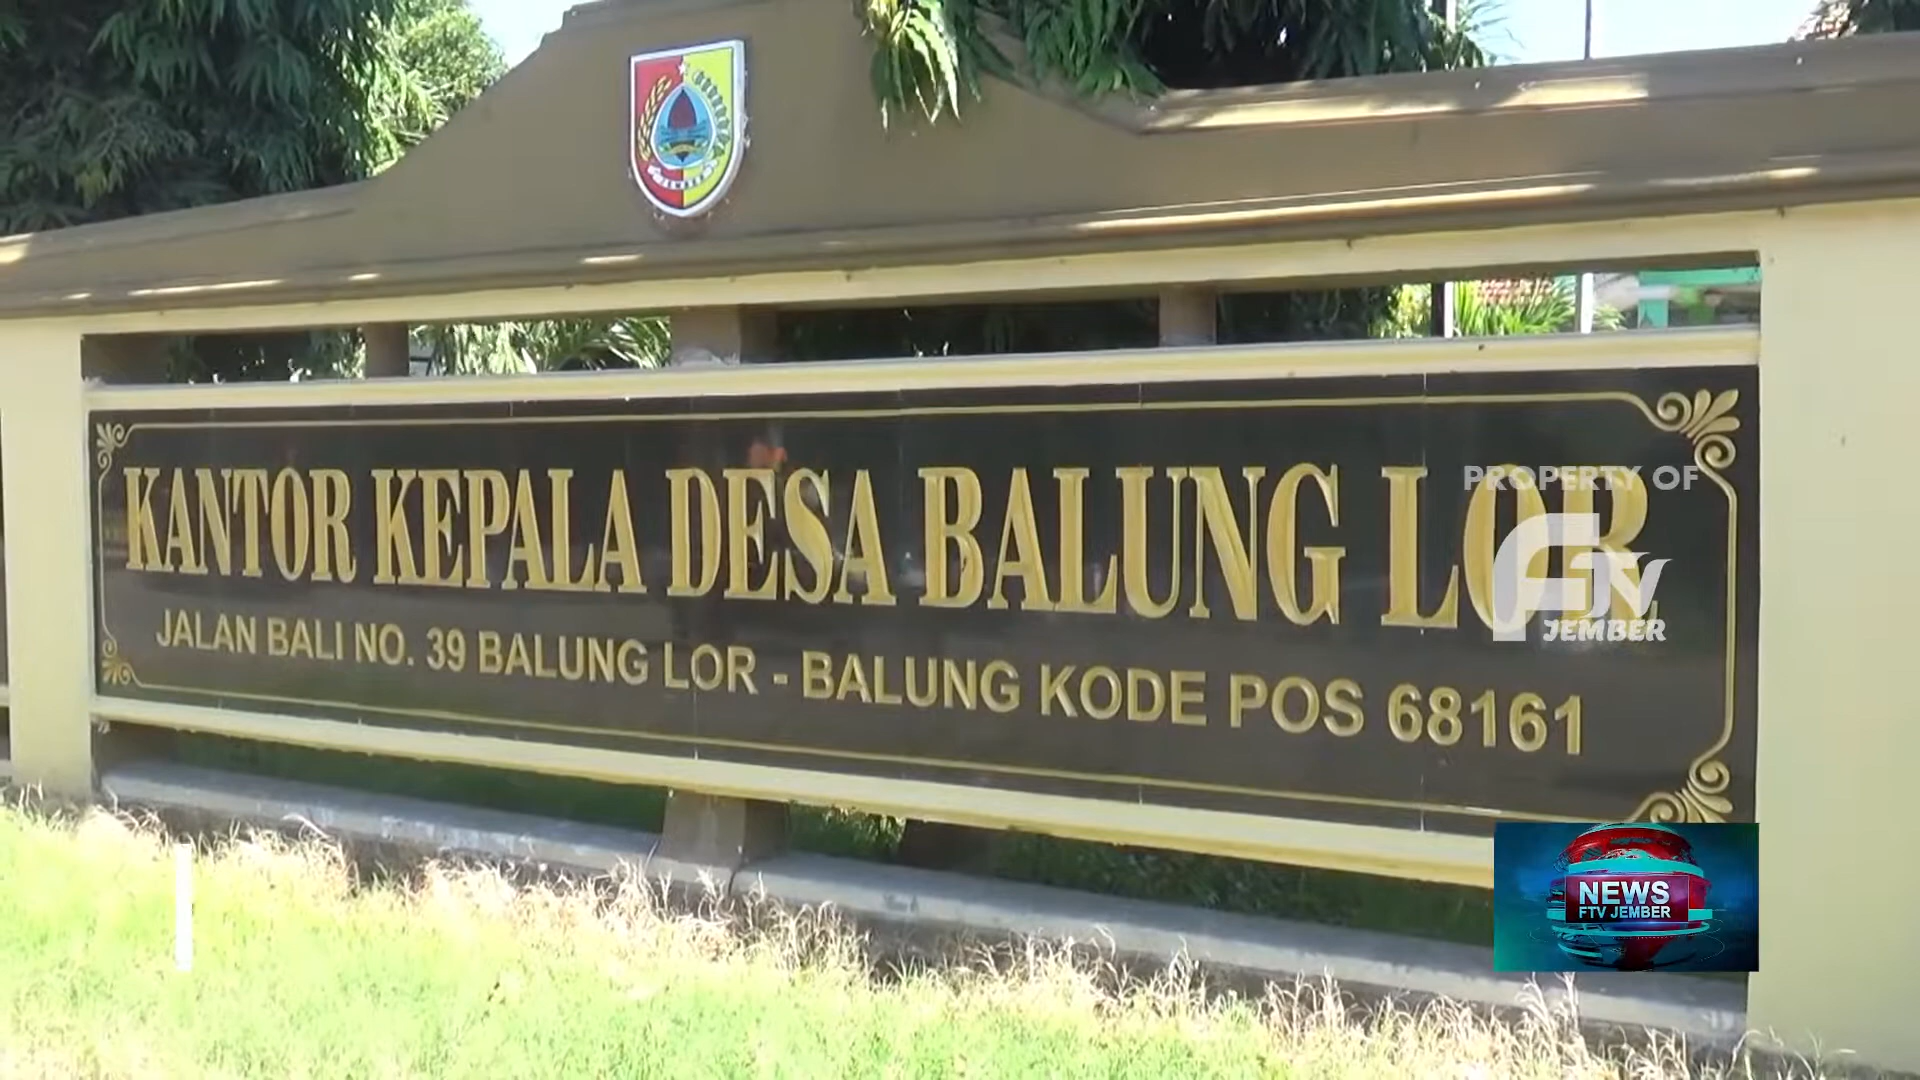 KANTOR KEPALA DESA BALUNG LOR
JALAN BALI NO. 39 BALUNG LOR - BALUNG KODE POS 68161
PROPERTY OF
FTV
JEMBER
NEWS
FTV JEMBER